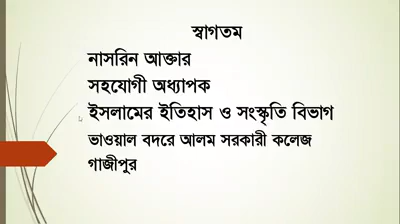 স্বাগতম
নাসরিন আক্তার
সহযোগী অধ্যাপক
ইসলামের ইতিহাস ও সংস্কৃতি বিভাগ
ভাওয়াল বদরে আলম সরকারী কলেজ
গাজীপুর